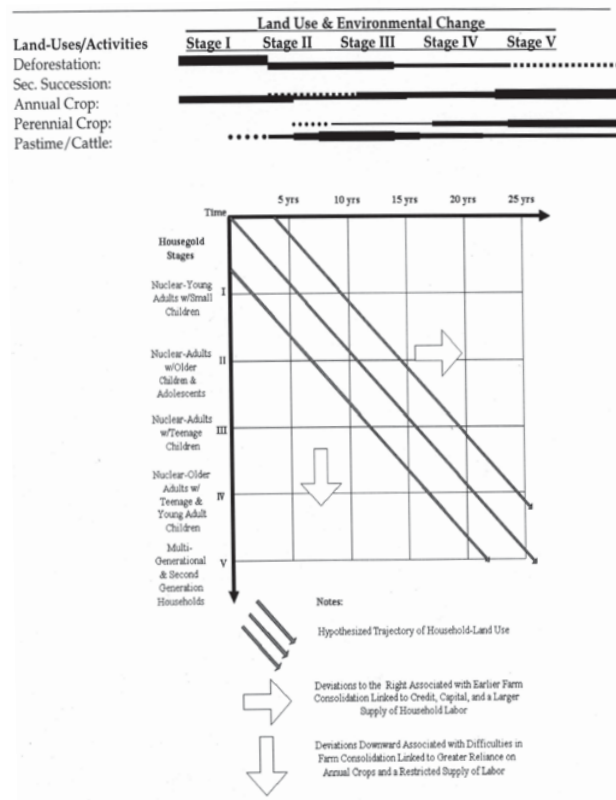 Land Use & Environmental Change
Land-Uses/Activities Stage I Stage II Stage III Stage IV Stage V
Deforestation:
Sec. Succession:
Annual Crop:
Perennial Crop:
Pastime/Cattle:
Time 5 yrs 10 yrs 15 yrs 20 yrs 25 yrs
Housegold
Stages
Nuclear-Young
Adults w/Small
Children
I
Nuclear-Adults
w/Older
Children &
Adolescents
II
Nuclear-Adults
w/Teenage
Children
III
Nuclear-Older
Adults w/
Teenage &
Young Adult
Children
IV
Multi-
Generational
& Second
Generation
Households
V
Notes:
Hypothesized Trajectory of Household-Land Use
Deviations to the Right Associated with Earlier Farm
Consolidation Linked to Credit, Capital, and a Larger
Supply of Household Labor
Deviations Downward Associated with Difficulties in
Farm Consolidation Linked to Greater Reliance on
Annual Crops and a Restricted Supply of Labor